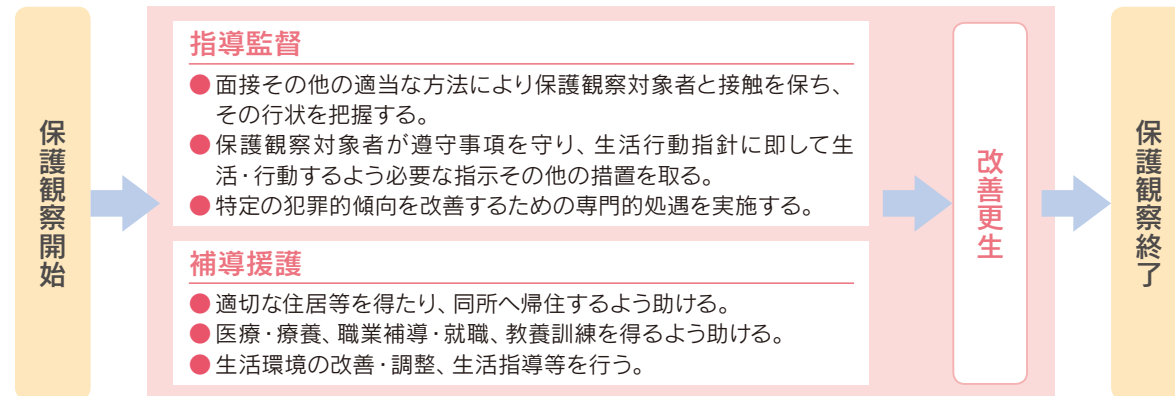 保護観察開始
指導監督
● 面接その他の適当な方法により保護観察対象者と接触を保ち、
その行状を把握する。
● 保護観察対象者が遵守事項を守り、生活行動指針に即して生
活・行動するよう必要な指示その他の措置を取る。
● 特定の犯罪的傾向を改善するための専門的処遇を実施する。
補導援護
● 適切な住居等を得たり、同所へ帰住するよう助ける。
● 医療・療養、職業補導・就職、教養訓練を得るよう助ける。
● 生活環境の改善・調整、生活指導等を行う。
改善更生
保護観察終了